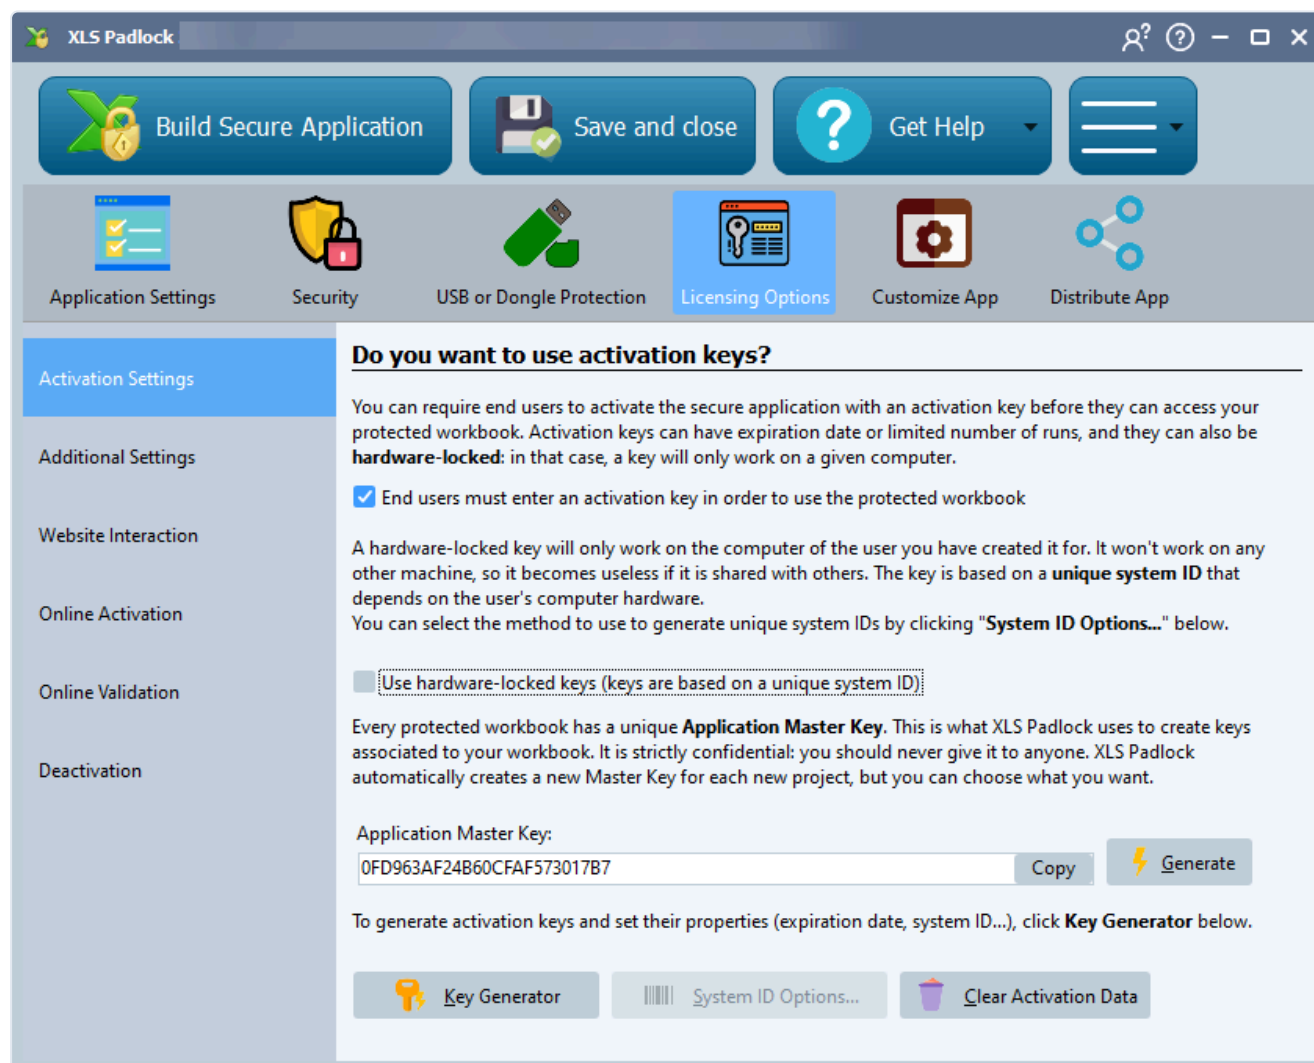 XLS Padlock
Build Secure Application
Save and close
Get Help
Application Settings
Security
USB or Dongle Protection
Licensing Options
Customize App
Distribute App
Activation Settings
Additional Settings
Website Interaction
Online Activation
Online Validation
Deactivation
Do you want to use activation keys?
You can require end users to activate the secure application with an activation key before they can access your
protected workbook. Activation keys can have expiration date or limited number of runs, and they can also be
hardware-locked: in that case, a key will only work on a given computer.
End users must enter an activation key in order to use the protected workbook
A hardware-locked key will only work on the computer of the user you have created it for. It won't work on any
other machine, so it becomes useless if it is shared with others. The key is based on a unique system ID that
depends on the user's computer hardware.
You can select the method to use to generate unique system IDs by clicking "System ID Options..." below.
Use hardware-locked keys (keys are based on a unique system ID)
Every protected workbook has a unique Application Master Key. This is what XLS Padlock uses to create keys
associated to your workbook. It is strictly confidential: you should never give it to anyone. XLS Padlock
automatically creates a new Master Key for each new project, but you can choose what you want.
Application Master Key:
0FD963AF24B60CFAF573017B7
Copy
Generate
To generate activation keys and set their properties (expiration date, system ID...), click Key Generator below.
Key Generator
System ID Options...
Clear Activation Data